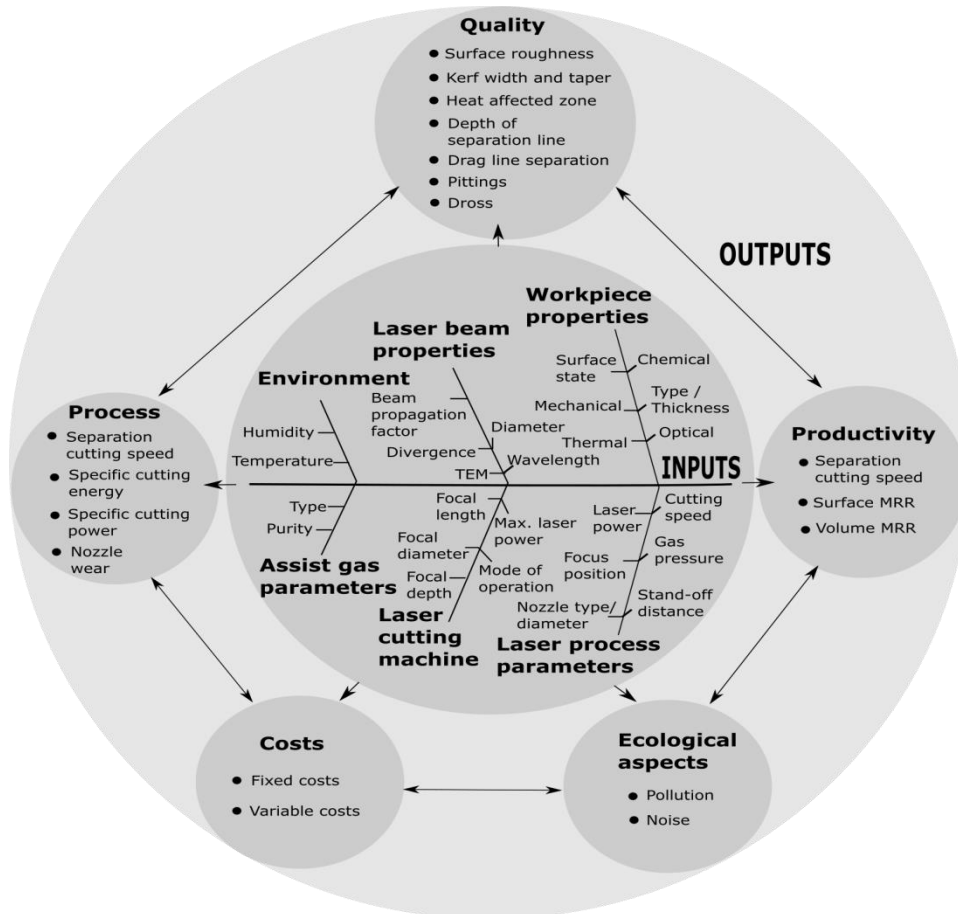 Quality
Surface roughness
Kerf width and taper
Heat affected zone
Depth of
separation line
Drag line separation
Pittings
Dross
OUTPUTS
Workpiece
properties
Surface
state
Chemical
Mechanical
Type /
Thickness
Thermal
Optical
Laser beam
properties
Beam
propagation
factor
Diameter
Divergence
Wavelength
TEM
Environment
Humidity
Temperature
INPUTS
Process
Separation
cutting speed
Specific cutting
energy
Specific cutting
power
Nozzle
wear
Productivity
Separation
cutting speed
Surface MRR
Volume MRR
Type
Purity
Assist gas
parameters
Focal
length
Max. laser
power
Focal
diameter
Mode of
operation
Focal
depth
Laser
cutting
machine
Laser
power
Cutting
speed
Focus
position
Gas
pressure
Nozzle type/
diameter
Stand-off
distance
Laser process
parameters
Costs
Fixed costs
Variable costs
Ecological
aspects
Pollution
Noise